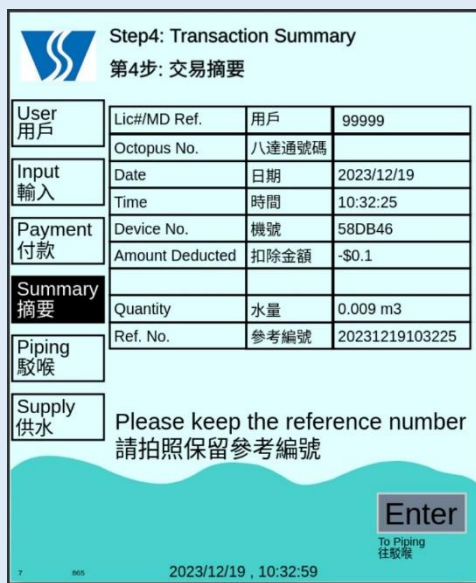 Step4: Transaction Summary
第4步: 交易摘要
User
用戶
Input
輸入
Payment
付款
Summary
摘要
Piping
駁喉
Supply
供水
Lic#/MD Ref. 用戶 99999
Octopus No. 八達通號碼
Date 日期 2023/12/19
Time 時間 10:32:25
Device No. 機號 58DB46
Amount Deducted 扣除金額 -$0.1
Quantity 水量 0.009 m3
Ref. No. 參考編號 20231219103225
Please keep the reference number
請拍照保留參考編號
Enter
To Piping
往駁喉
7 865 2023/12/19 , 10:32:59